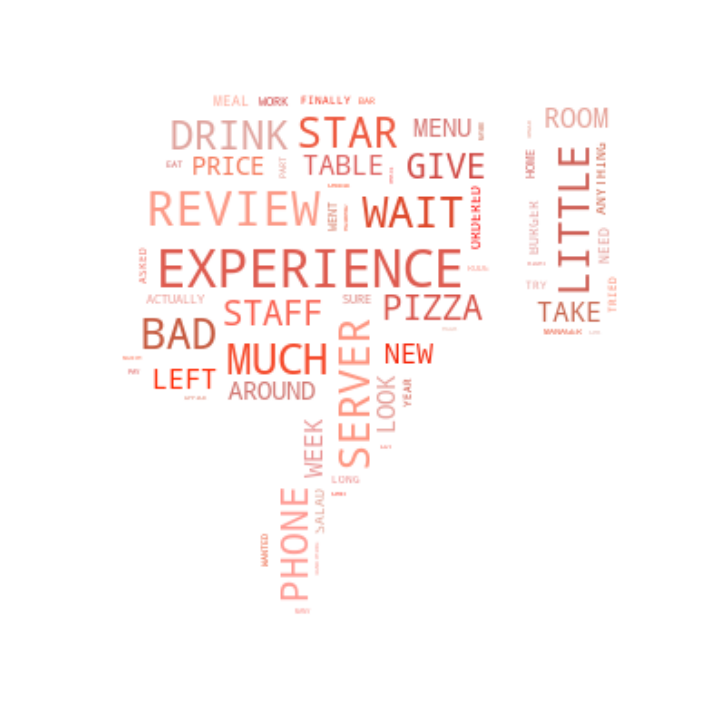 MEAL WORK FINALLY BAR
DRINK STAR MENU ROOM
EAT PRICE PART TABLE GIVE
HOME LITTLE ANYTHING
REVIEW WENT WAIT ORDERED
BURGER NEED
ASKED EXPERIENCE
ACTUALLY STAFF SURE PIZZA
TRY TAKE TRIED
BAD MANAGER
MUCH SERVER NEW
LEFT AROUND LOOK YEAR
WEEK
LONG
PHONE SALAD
WANTED